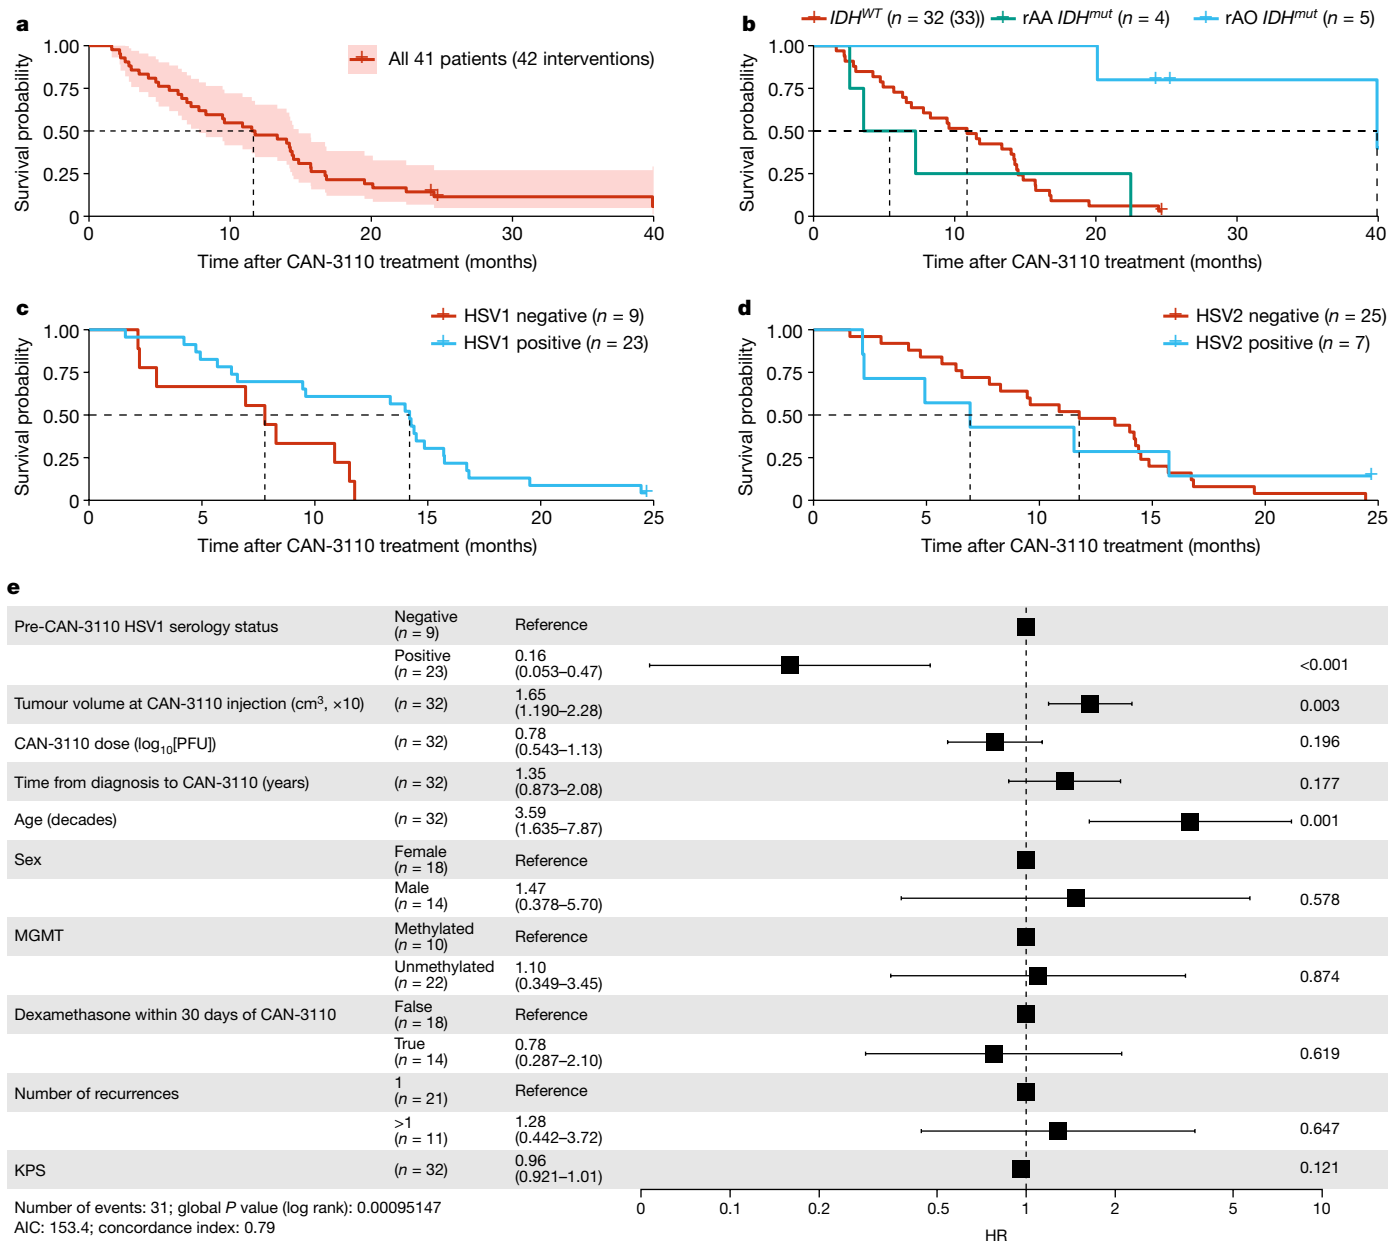 a
All 41 patients (42 interventions)
Survival probability
1.00
0.75
0.50
0.25
0
0 10 20 30 40
Time after CAN-3110 treatment (months)
b
IDH^WT (n = 32 (33)) rAA IDH^mut (n = 4) rAO IDH^mut (n = 5)
Survival probability
1.00
0.75
0.50
0.25
0
0 10 20 30 40
Time after CAN-3110 treatment (months)
c
HSV1 negative (n = 9)
HSV1 positive (n = 23)
Survival probability
1.00
0.75
0.50
0.25
0
0 5 10 15 20 25
Time after CAN-3110 treatment (months)
d
HSV2 negative (n = 25)
HSV2 positive (n = 7)
Survival probability
1.00
0.75
0.50
0.25
0
0 5 10 15 20 25
Time after CAN-3110 treatment (months)
e
Pre-CAN-3110 HSV1 serology status Negative (n = 9) Reference
Positive (n = 23) 0.16 (0.053–0.47) <0.001
Tumour volume at CAN-3110 injection (cm³, ×10) (n = 32) 1.65 (1.190–2.28) 0.003
CAN-3110 dose (log₁₀[PFU]) (n = 32) 0.78 (0.543–1.13) 0.196
Time from diagnosis to CAN-3110 (years) (n = 32) 1.35 (0.873–2.08) 0.177
Age (decades) (n = 32) 3.59 (1.635–7.87) 0.001
Sex Female (n = 18) Reference
Male (n = 14) 1.47 (0.378–5.70) 0.578
MGMT Methylated (n = 10) Reference
Unmethylated (n = 22) 1.10 (0.349–3.45) 0.874
Dexamethasone within 30 days of CAN-3110 False (n = 18) Reference
True (n = 14) 0.78 (0.287–2.10) 0.619
Number of recurrences 1 (n = 21) Reference
>1 (n = 11) 1.28 (0.442–3.72) 0.647
KPS (n = 32) 0.96 (0.921–1.01) 0.121
Number of events: 31; global P value (log rank): 0.00095147
AIC: 153.4; concordance index: 0.79
0 0.1 0.2 0.5 1 2 5 10
HR